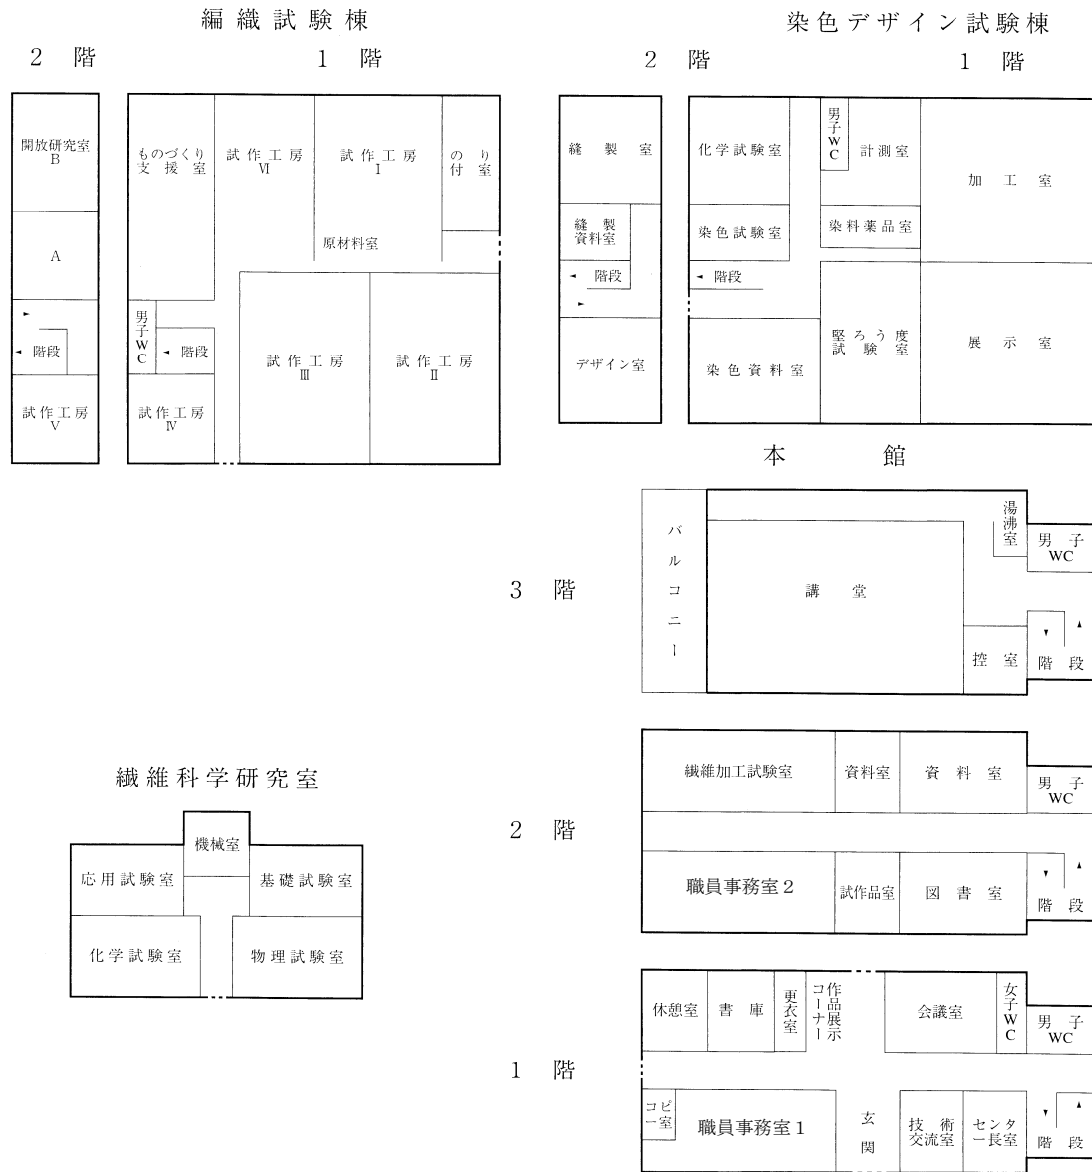 編織試験棟
2 階
1 階
開放研究室
B
A
階段
試作工房
Ⅴ
ものづくり
支援室
試作工房
Ⅵ
試作工房
Ⅰ
のり
付室
原材料室
男子WC
階段
試作工房
Ⅳ
試作工房
Ⅲ
試作工房
Ⅱ
染色デザイン試験棟
2 階
1 階
縫製室
縫製
資料室
階段
デザイン室
化学試験室
染色試験室
階段
染色資料室
男子WC
計測室
染料薬品室
堅ろう度
試験室
加工室
展示室
本館
3 階
バルコニー
講堂
湯沸室
男子
WC
控室
階段
2 階
繊維加工試験室
資料室
資料室
男子
WC
職員事務室2
試作品室
図書室
階段
1 階
休憩室
書庫
更衣室
作品展示
コーナー
会議室
女子WC
男子
WC
コピ
ー室
職員事務室1
玄関
技術
交流室
センタ
ー長室
階段
繊維科学研究室
機械室
応用試験室
基礎試験室
化学試験室
物理試験室